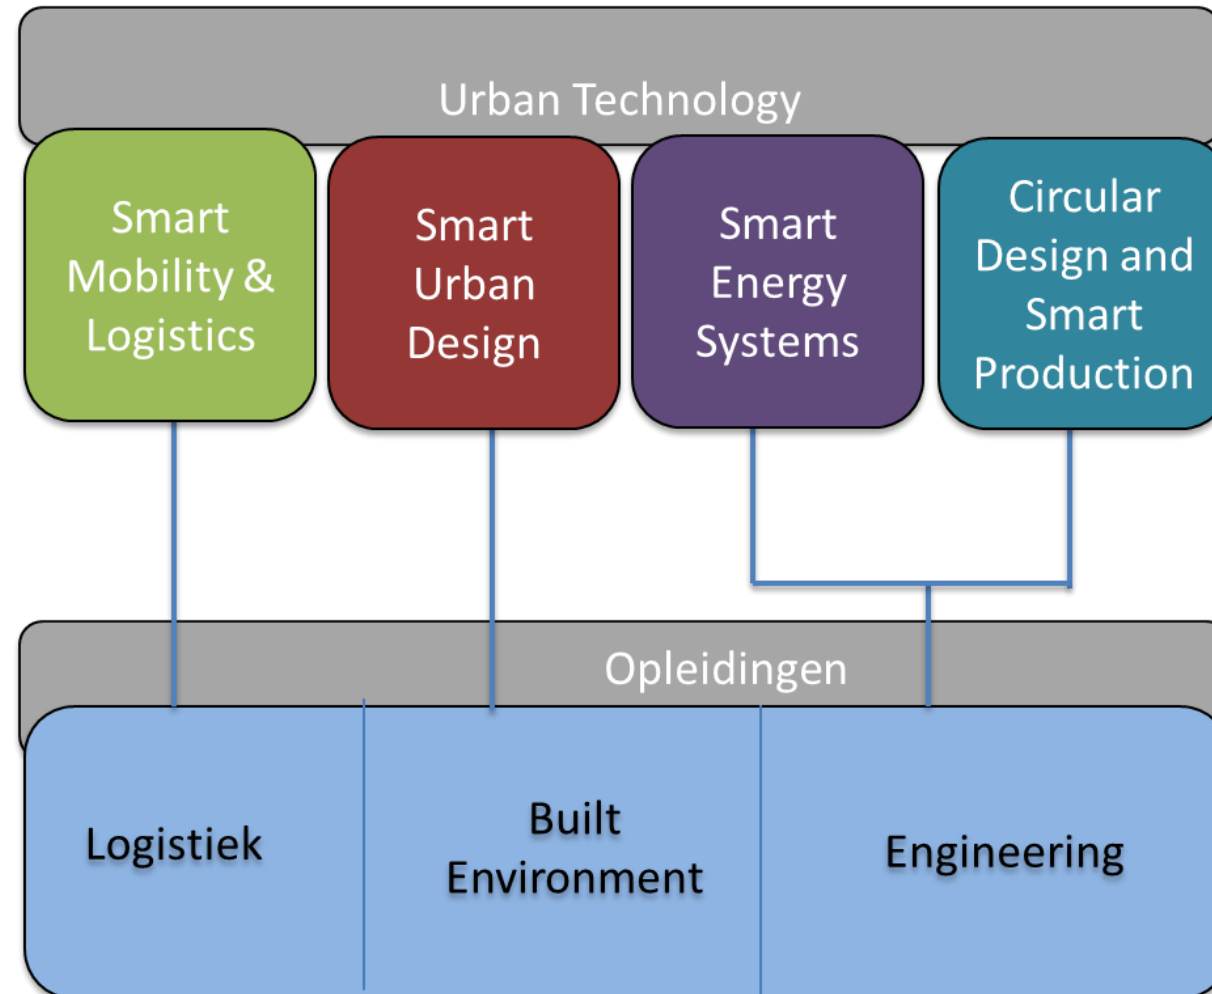 Urban Technology
Smart
Mobility &
Logistics
Smart
Urban
Design
Smart
Energy
Systems
Circular
Design and
Smart
Production
Opleidingen
Logistiek
Built
Environment
Engineering